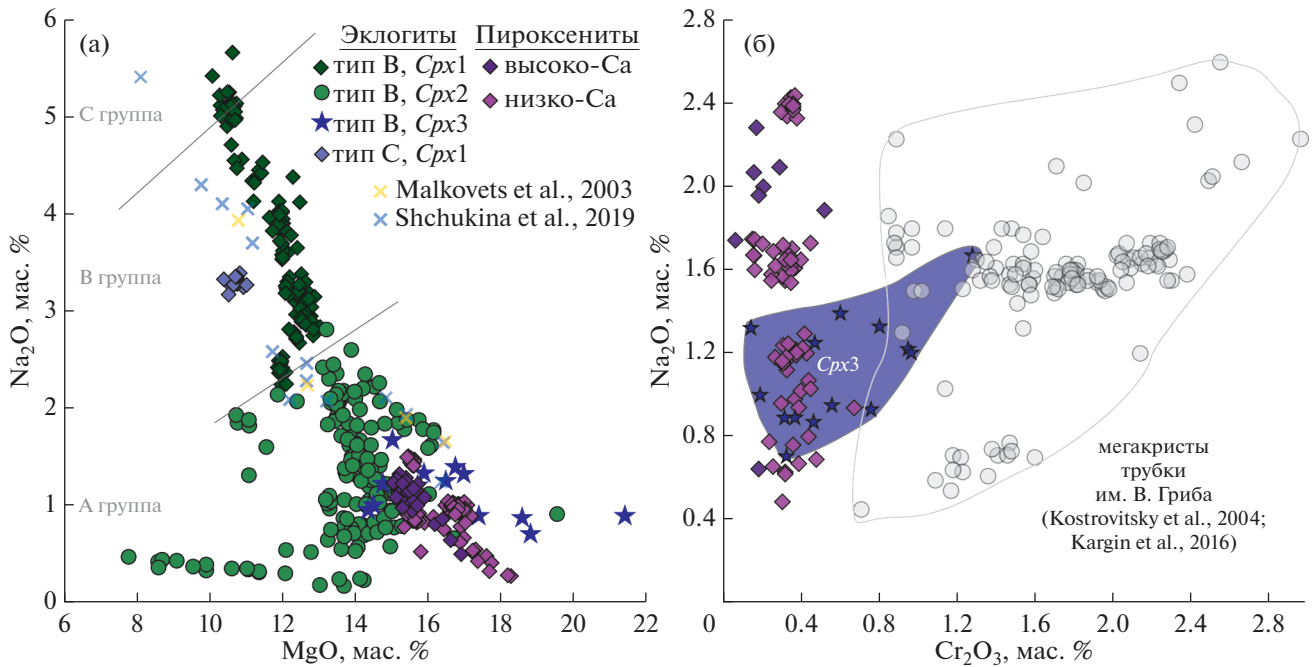 (а)
Эклогиты
тип B, Cpx1
тип B, Cpx2
тип B, Cpx3
тип C, Cpx1
Пироксениты
высоко-Ca
низко-Ca
Malkovets et al., 2003
Shchukina et al., 2019
C группа
B группа
A группа
Na₂O, мас. %
6
5
4
3
2
1
0
6 8 10 12 14 16 18 20 22
MgO, мас. %
(б)
Na₂O, мас. %
2.8
2.4
2.0
1.6
1.2
0.8
0.4
Cpx3
мегакристы
трубки
им. В. Гриба
(Kostrovitsky et al., 2004;
Kargin et al., 2016)
0 0.4 0.8 1.2 1.6 2.0 2.4 2.8
Cr₂O₃, мас. %